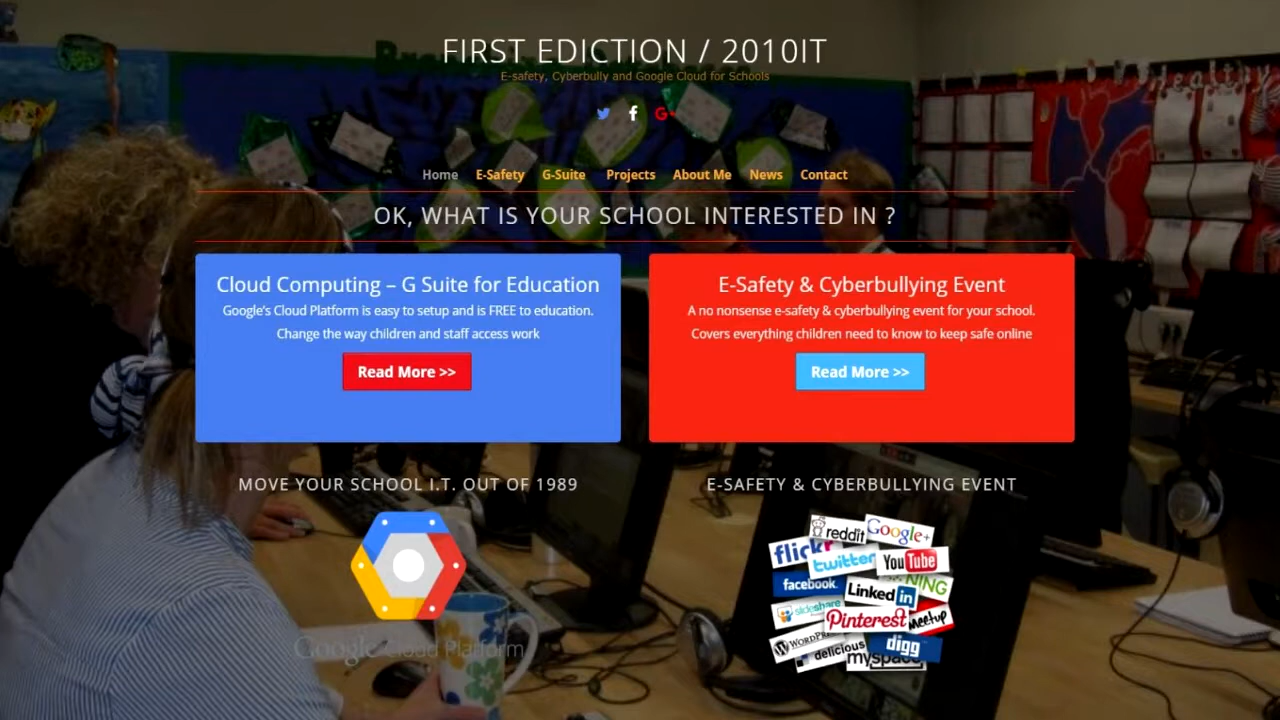 FIRST EDICTION / 2010IT
E-safety, Cyberbully and Google Cloud for Schools
G+
Home E-Safety G-Suite Projects About Me News Contact
OK, WHAT IS YOUR SCHOOL INTERESTED IN ?
Cloud Computing – G Suite for Education
Google's Cloud Platform is easy to setup and is FREE to education.
Change the way children and staff access work
Read More >>
E-Safety & Cyberbullying Event
A no nonsense e-safety & cyberbullying event for your school.
Covers everything children need to know to keep safe online
Read More >>
MOVE YOUR SCHOOL I.T. OUT OF 1989
Google Cloud Platform
E-SAFETY & CYBERBULLYING EVENT
reddit Google+
flickr
twitter YouTube
facebook. NING
LinkedIn
slideshare
Pinterest Meetup
WORDPRESS digg
delicious
myspace